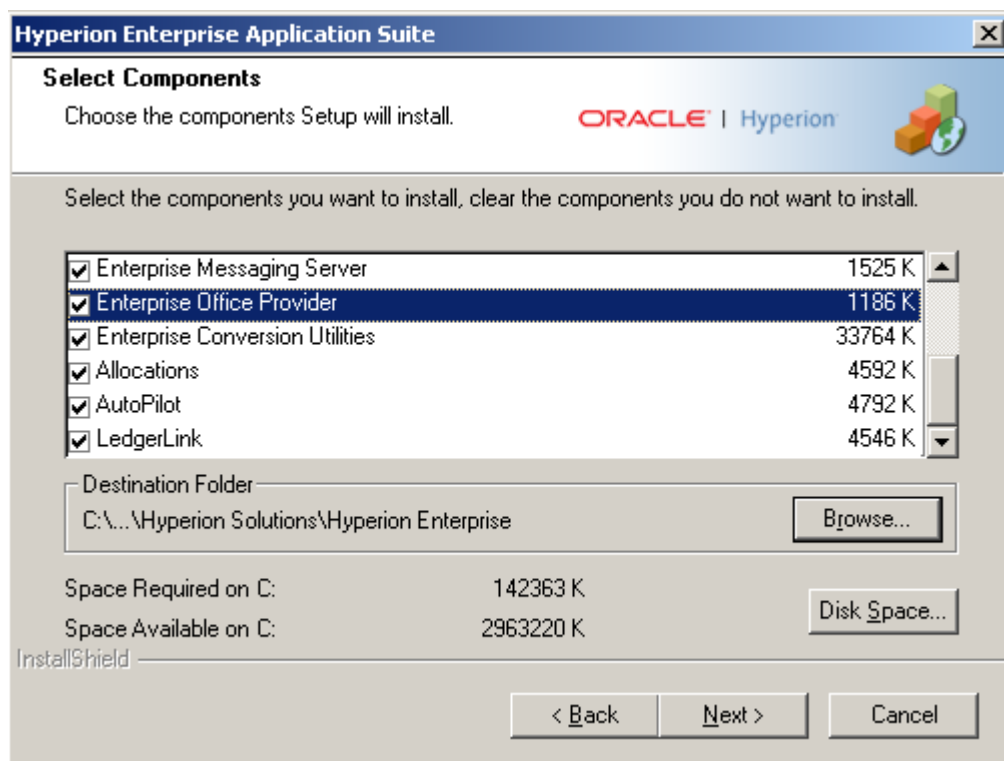 Hyperion Enterprise Application Suite
Select Components
Choose the components Setup will install.
ORACLE | Hyperion
Select the components you want to install, clear the components you do not want to install.
Enterprise Messaging Server 1525 K
Enterprise Office Provider 1186 K
Enterprise Conversion Utilities 33764 K
Allocations 4592 K
AutoPilot 4792 K
LedgerLink 4546 K
Destination Folder
C:\...\Hyperion Solutions\Hyperion Enterprise Browse...
Space Required on C: 142363 K
Space Available on C: 2963220 K Disk Space...
InstallShield
< Back Next > Cancel